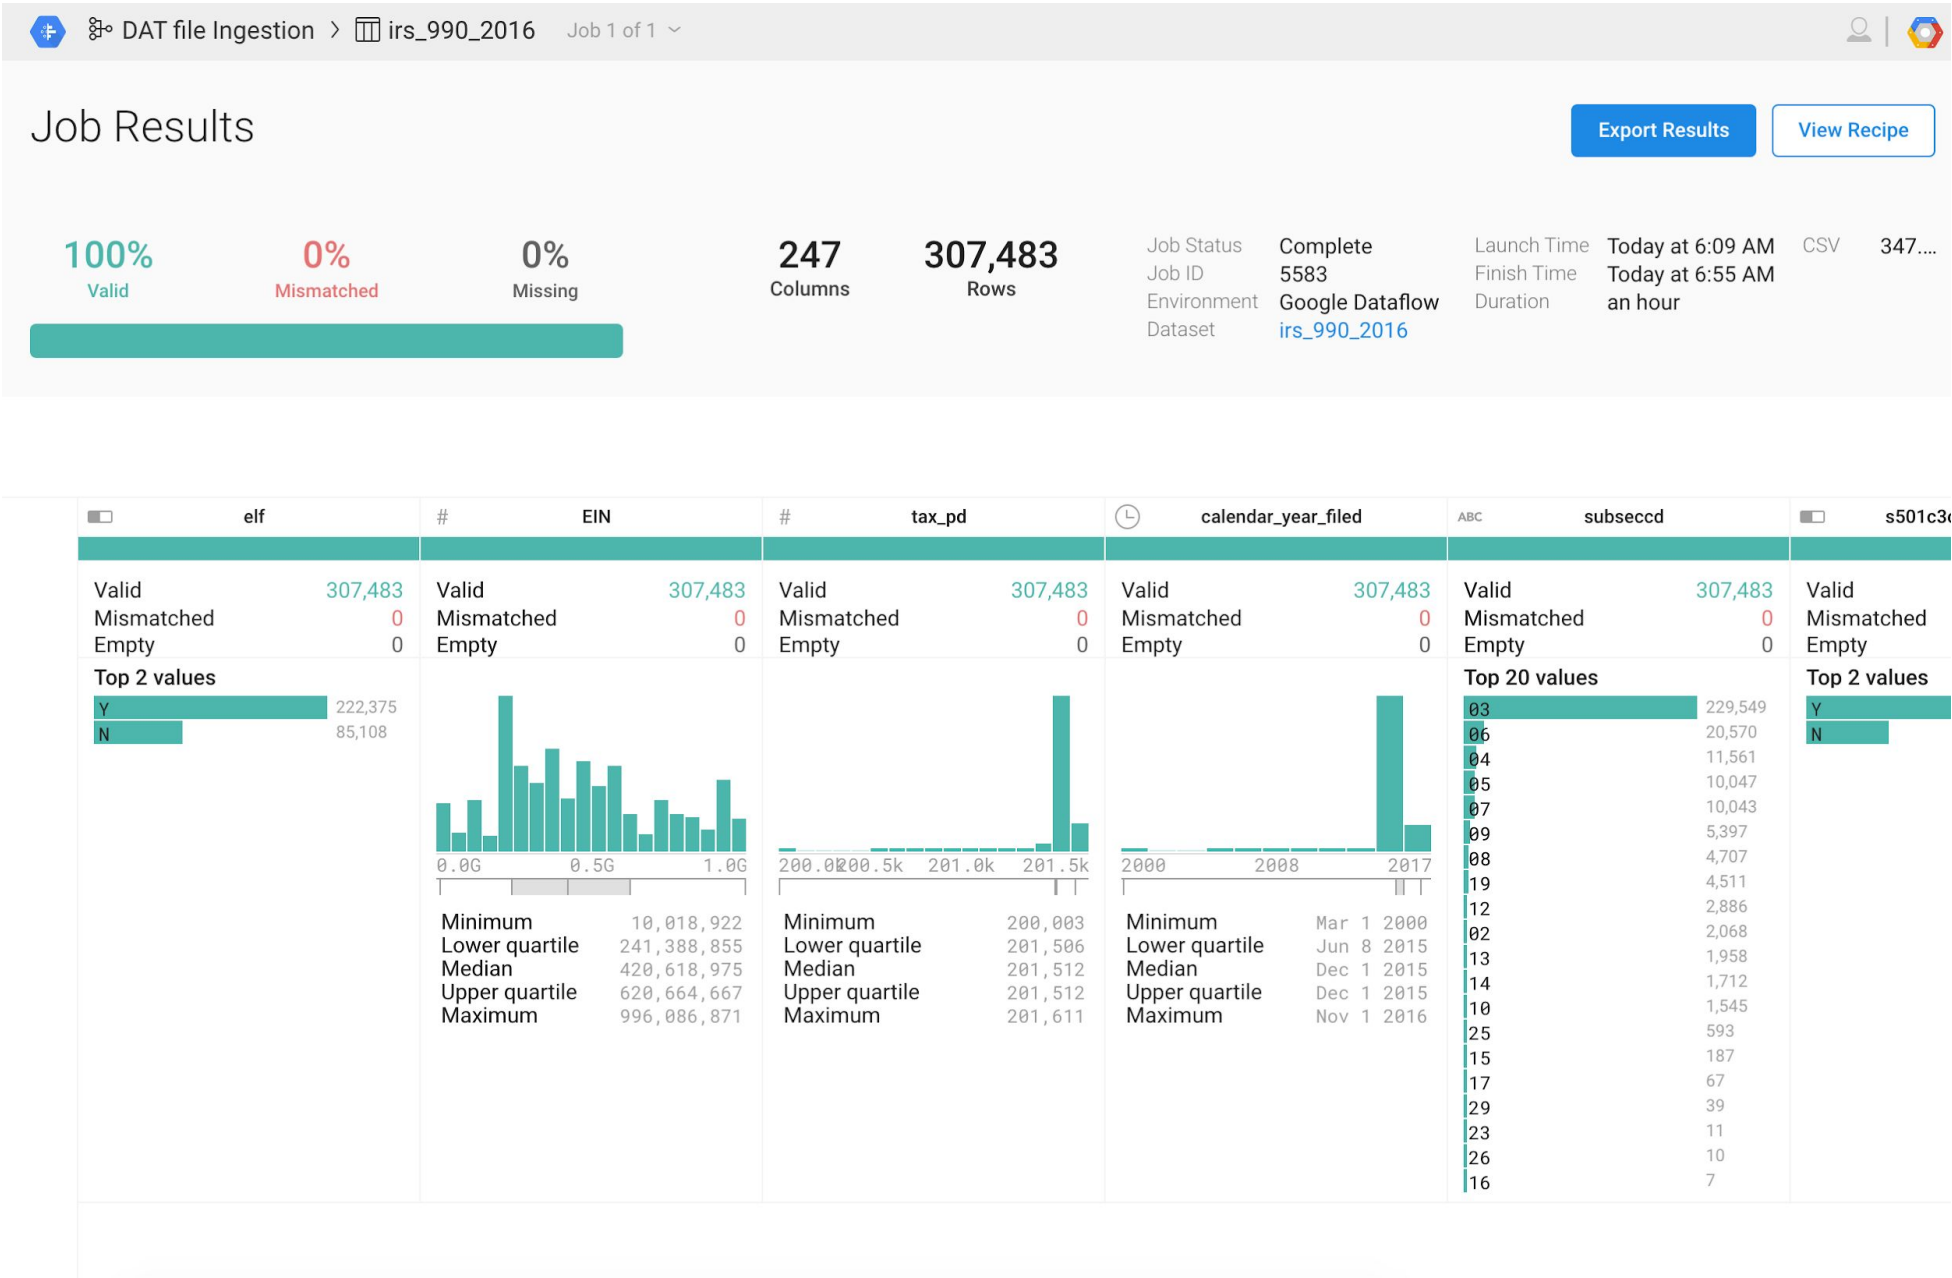 DAT file Ingestion > irs_990_2016 Job 1 of 1
Job Results
Export Results View Recipe
100% 0% 0% 247 307,483
Valid Mismatched Missing Columns Rows
Job Status Complete Launch Time Today at 6:09 AM CSV 347....
Job ID 5583 Finish Time Today at 6:55 AM
Environment Google Dataflow Duration an hour
Dataset irs_990_2016
elf
Valid 307,483
Mismatched 0
Empty 0
Top 2 values
Y 222,375
N 85,108
# EIN
Valid 307,483
Mismatched 0
Empty 0
0.0G 0.5G 1.0G
Minimum 10,018,922
Lower quartile 241,388,855
Median 420,618,975
Upper quartile 620,664,667
Maximum 996,086,871
# tax_pd
Valid 307,483
Mismatched 0
Empty 0
200.0k 200.5k 201.0k 201.5k
Minimum 200,003
Lower quartile 201,506
Median 201,512
Upper quartile 201,512
Maximum 201,611
calendar_year_filed
Valid 307,483
Mismatched 0
Empty 0
2000 2008 2017
Minimum Mar 1 2000
Lower quartile Jun 8 2015
Median Dec 1 2015
Upper quartile Dec 1 2015
Maximum Nov 1 2016
ABC subseccd
Valid 307,483
Mismatched 0
Empty 0
Top 20 values
03 229,549
06 20,570
04 11,561
05 10,047
07 10,043
09 5,397
08 4,707
19 4,511
12 2,886
02 2,068
13 1,958
14 1,712
10 1,545
25 593
15 187
17 67
29 39
23 11
26 10
16 7
s501c3
Valid
Mismatched
Empty
Top 2 values
Y
N